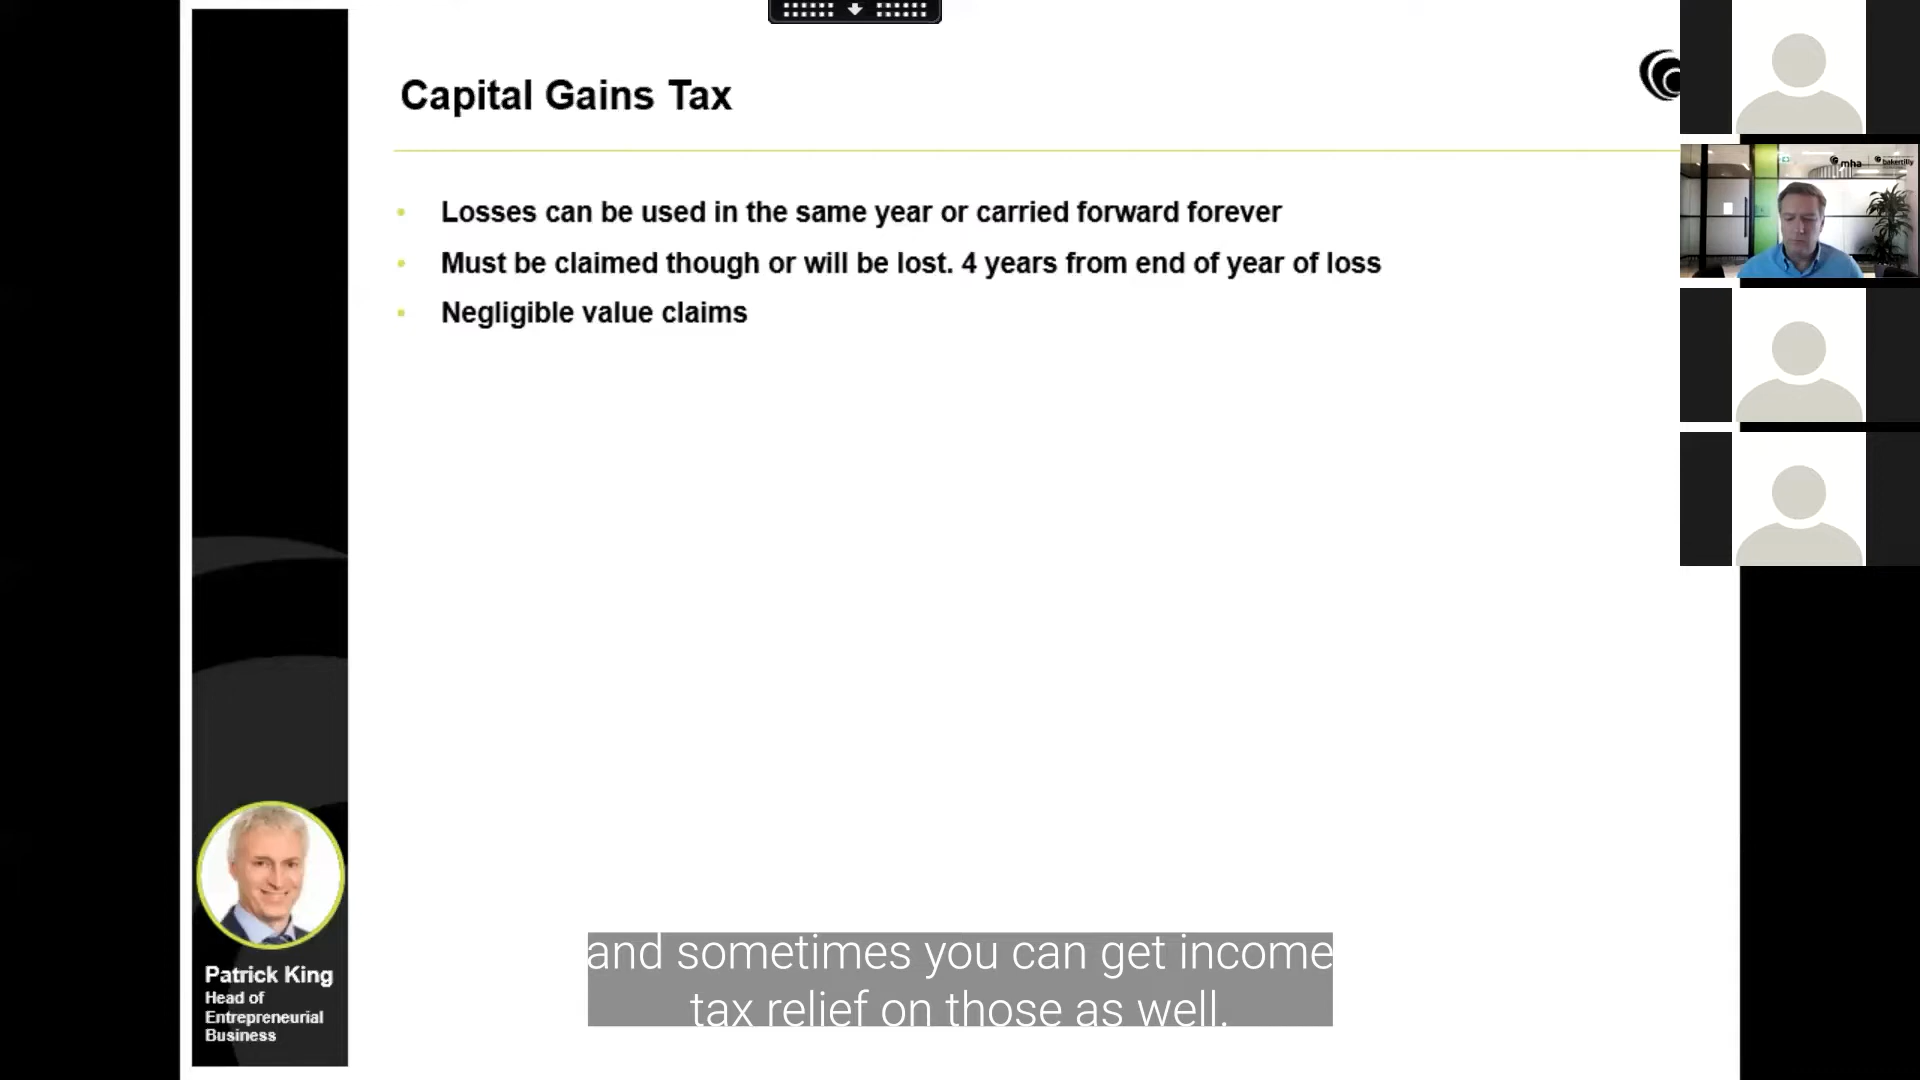 Capital Gains Tax
• Losses can be used in the same year or carried forward forever
• Must be claimed though or will be lost. 4 years from end of year of loss
• Negligible value claims
mha
bakertilly
Patrick King
Head of
Entrepreneurial
Business
and sometimes you can get income
tax relief on those as well.